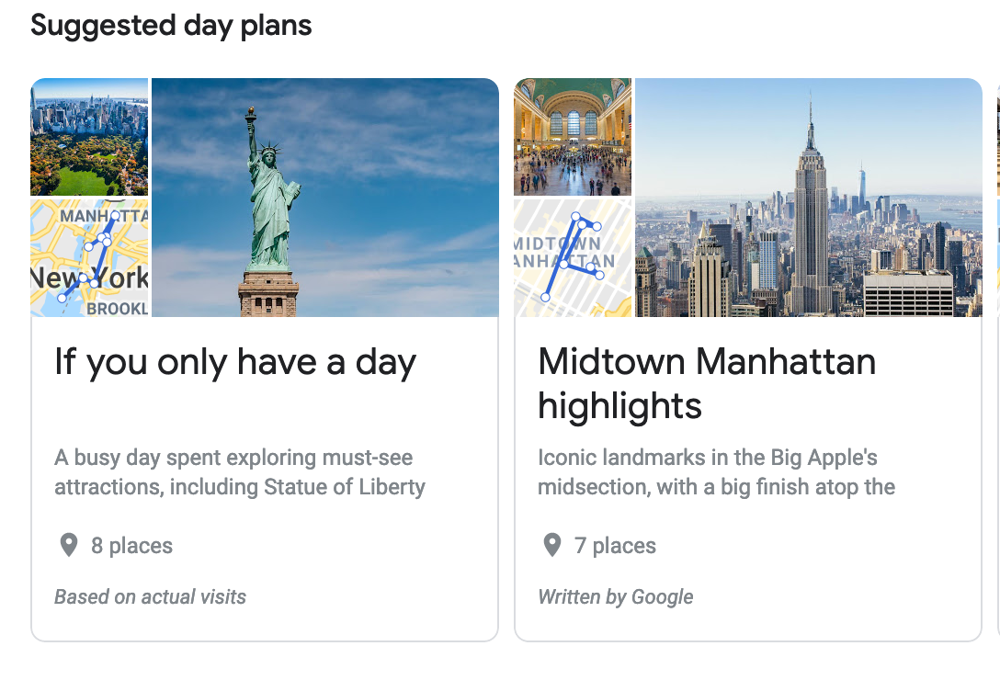 Suggested day plans
MANHATTA
New York
BROOKL
If you only have a day
A busy day spent exploring must-see
attractions, including Statue of Liberty
8 places
Based on actual visits
MIDTOWN
ANHATTAN
Midtown Manhattan
highlights
Iconic landmarks in the Big Apple's
midsection, with a big finish atop the
7 places
Written by Google